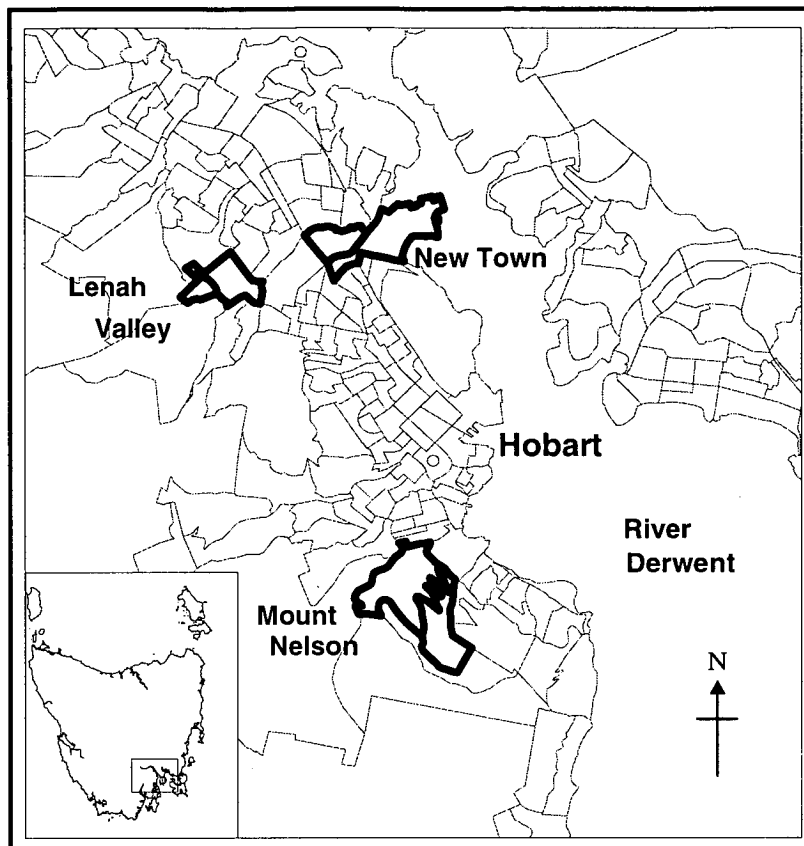 New Town
Lenah
Valley
Hobart
River
Derwent
Mount
Nelson
N